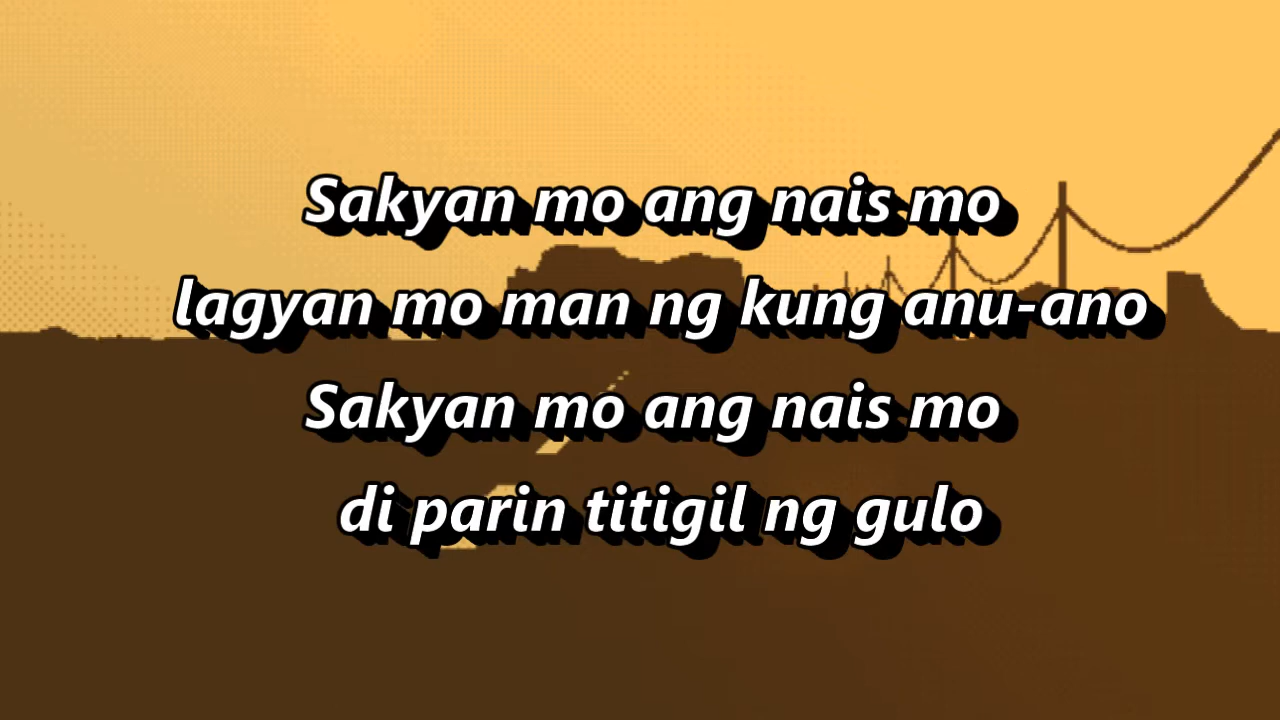 Sakyan mo ang nais mo
lagyan mo man ng kung anu-ano
Sakyan mo ang nais mo
di parin titigil ng gulo